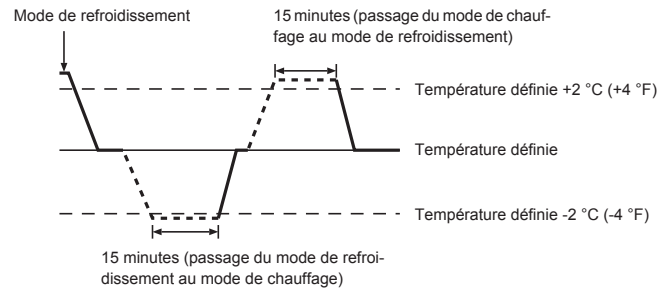 Mode de refroidissement
15 minutes (passage du mode de chauf-
fage au mode de refroidissement)
Température définie +2 °C (+4 °F)
Température définie
Température définie -2 °C (-4 °F)
15 minutes (passage du mode de refroi-
dissement au mode de chauffage)